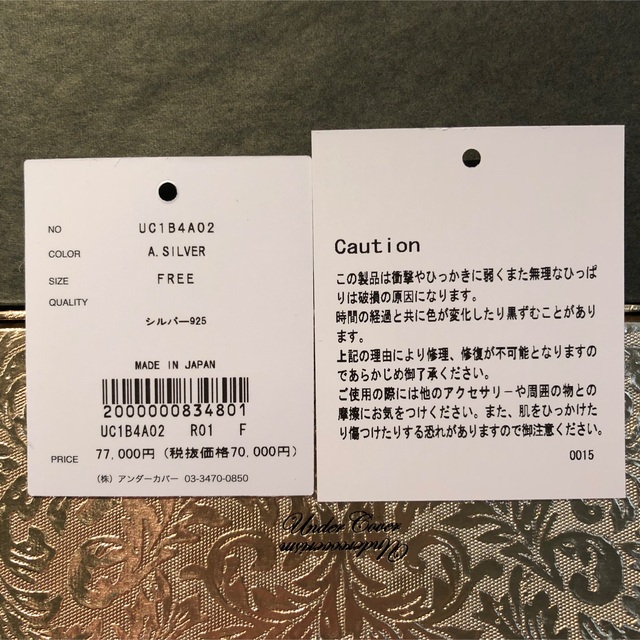 NO UC1B4A02
COLOR A.SILVER
SIZE FREE
QUALITY
シルバー925
MADE IN JAPAN
2000000834801
UC1B4A02 R01 F
PRICE 77,000円(税抜価格70,000円)
(株) アンダーカバー 03-3470-0850
Caution
この製品は衝撃やひっかきに弱くまた無理なひっぱ
りは破損の原因になります。
時間の経過と共に色が変化したり黒ずむことがあり
ます。
上記の理由により修理、修復が不可能となりますの
であらかじめ御了承ください。
ご使用の際には他のアクセサリーや周囲の物との
摩擦にお気をつけください。また、肌をひっかけた
り傷つけたりする恐れがありますので御注意ください。
0015
Under Cover
Undercoverism